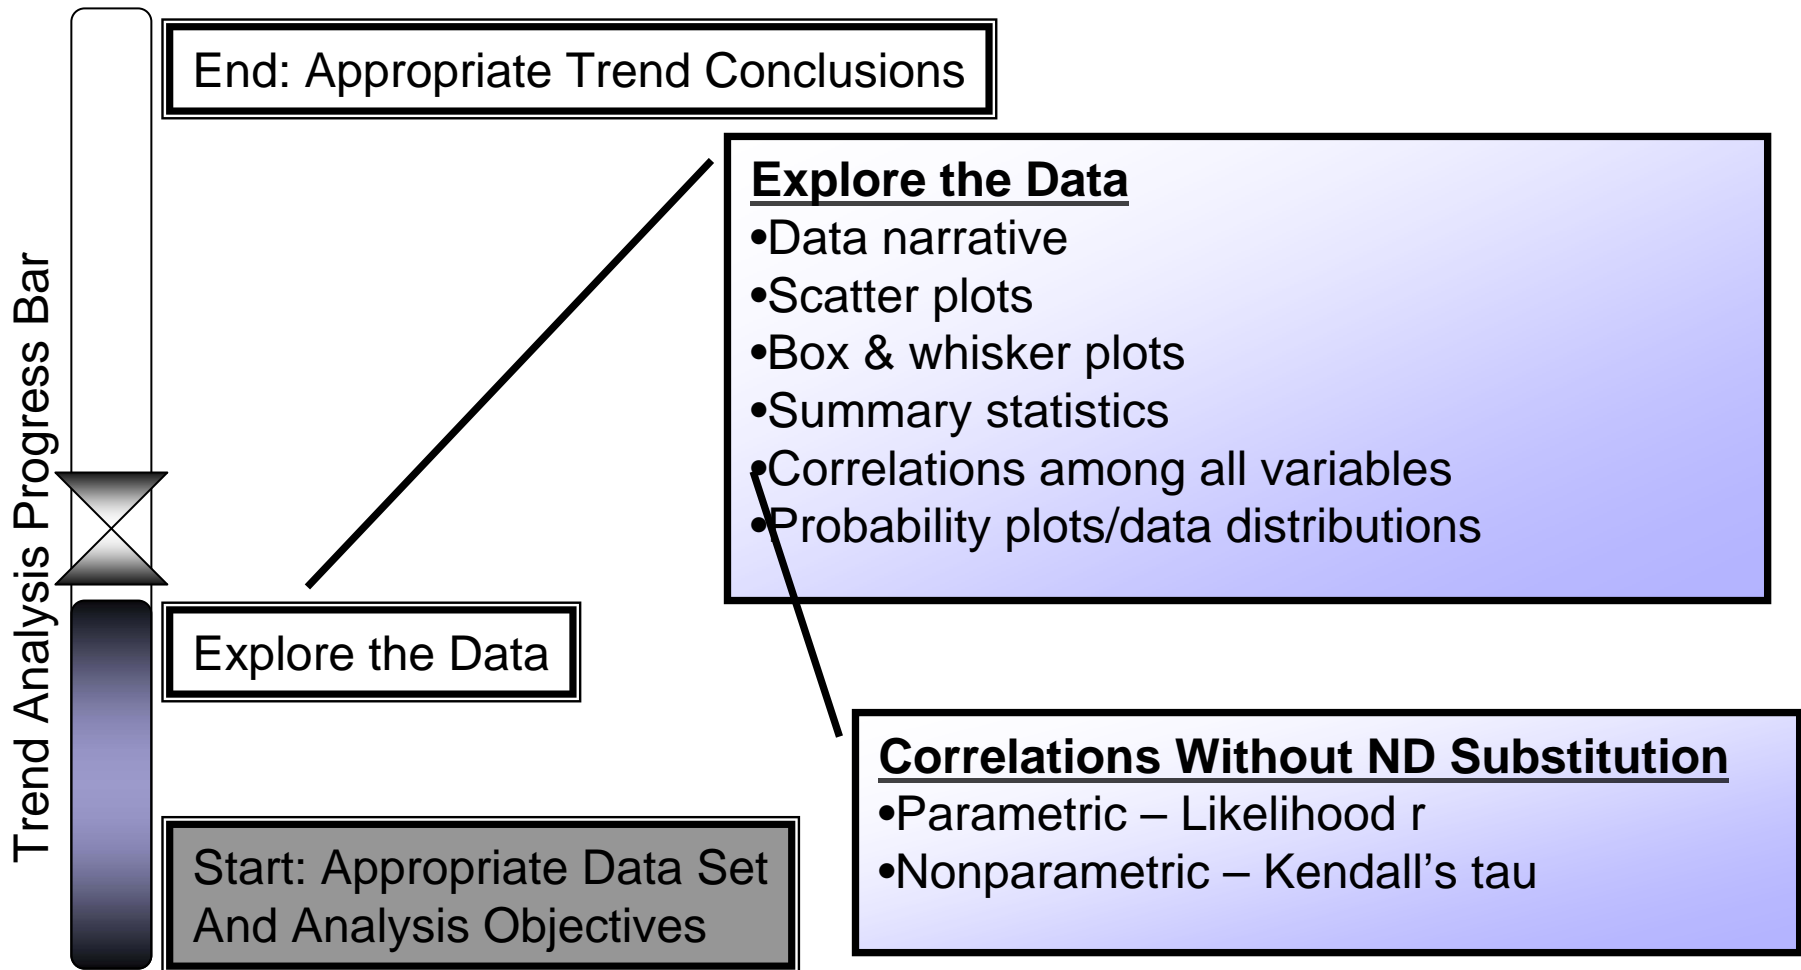 Trend Analysis Progress Bar
End: Appropriate Trend Conclusions
Explore the Data
•Data narrative
•Scatter plots
•Box & whisker plots
•Summary statistics
•Correlations among all variables
•Probability plots/data distributions
Explore the Data
Correlations Without ND Substitution
•Parametric – Likelihood r
•Nonparametric – Kendall’s tau
Start: Appropriate Data Set
And Analysis Objectives